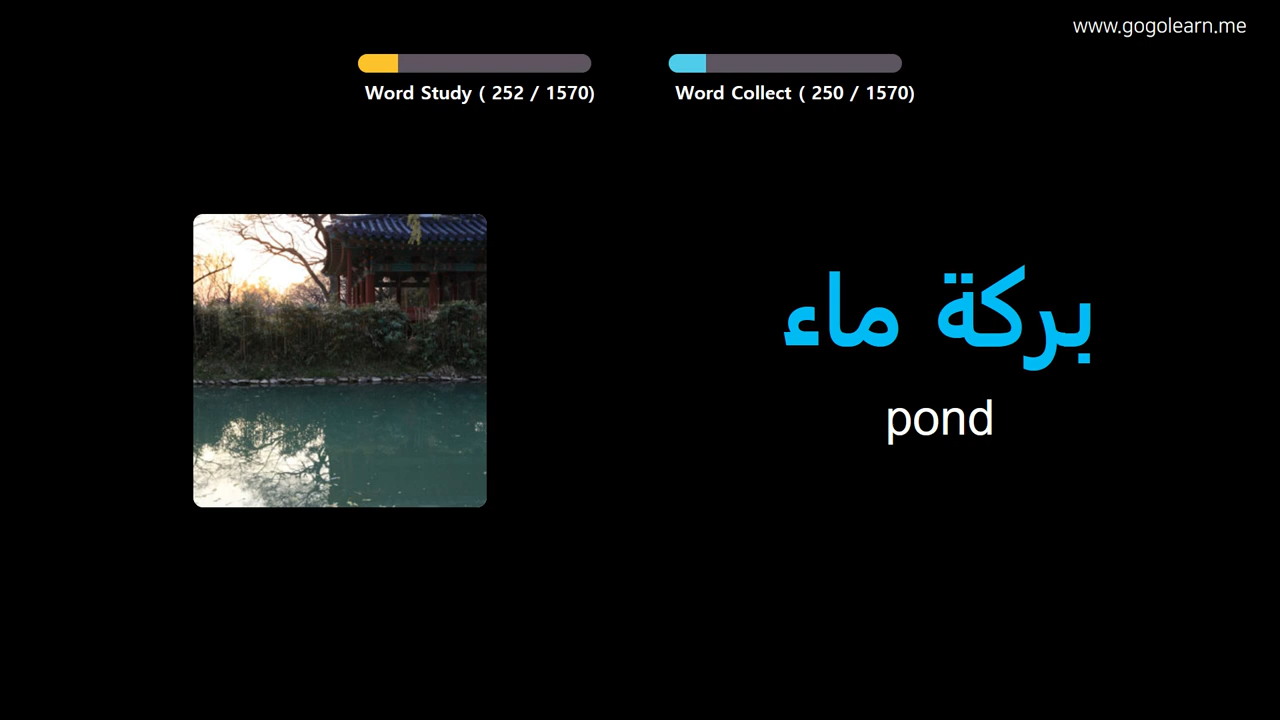 www.gogolearn.me
Word Study ( 252 / 1570)
Word Collect ( 250 / 1570)
بركة ماء
pond